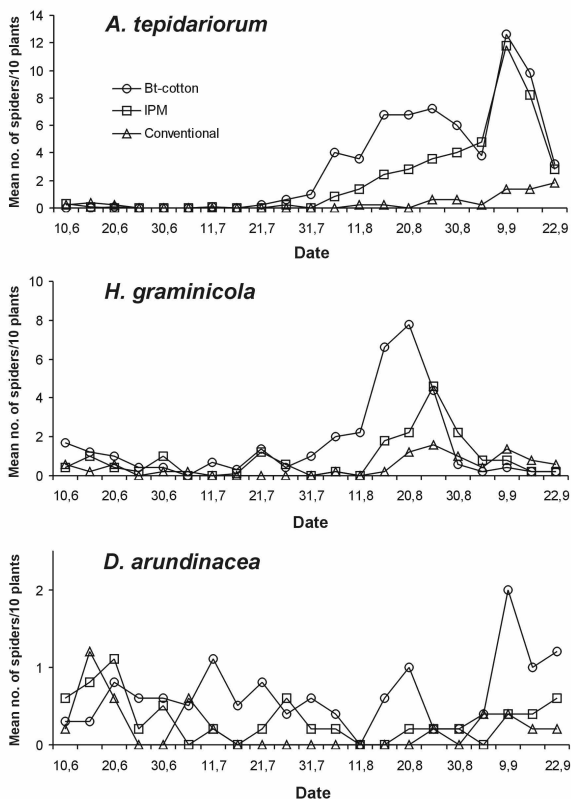 A. tepidariorum
Mean no. of spiders/10 plants
14
12
10
8
6
4
2
0
Bt-cotton
IPM
Conventional
10,6 20,6 30,6 11,7 21,7 31,7 11,8 20,8 30,8 9,9 22,9
Date
H. graminicola
Mean no. of spiders/10 plants
10
8
6
4
2
0
10,6 20,6 30,6 11,7 21,7 31,7 11,8 20,8 30,8 9,9 22,9
Date
D. arundinacea
Mean no. of spiders/10 plants
2
1
0
10,6 20,6 30,6 11,7 21,7 31,7 11,8 20,8 30,8 9,9 22,9
Date